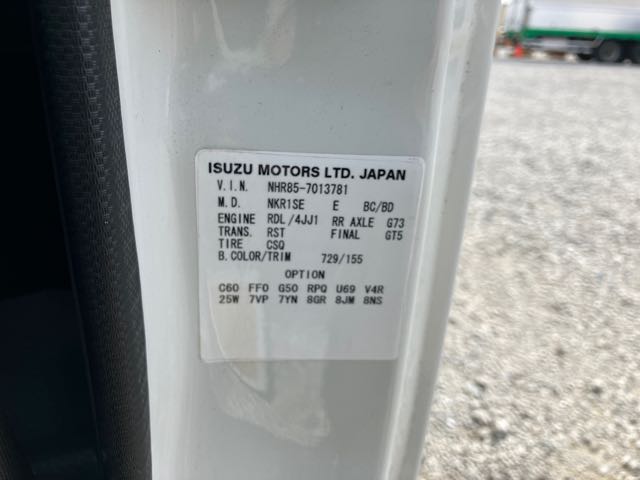 ISUZU MOTORS LTD. JAPAN
V.I.N. NHR85-7013781
M.D. NKR1SE E BC/BD
ENGINE RDL/4JJ1 RR AXLE G73
TRANS. RST FINAL GT5
TIRE CSQ
B.COLOR/TRIM 729/155
OPTION
C60 FF0 G50 RPQ U69 V4R
25W 7VP 7YN 8GR 8JM 8NS